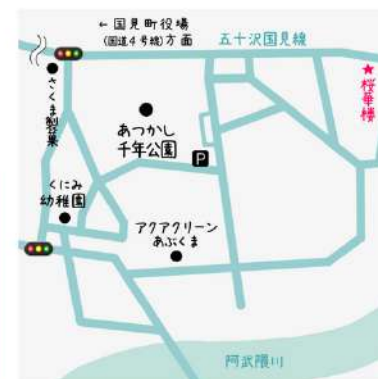 ← 国見町役場
(国道4号線)方面
五十沢国見線
さくま製菓
★桜華楼
あつかし
千年公園
P
くにみ
幼稚園
アクアクリーン
あぶくま
阿武隈川